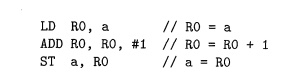 LD R0, a // R0 = a
ADD R0, R0, #1 // R0 = R0 + 1
ST a, R0 // a = R0